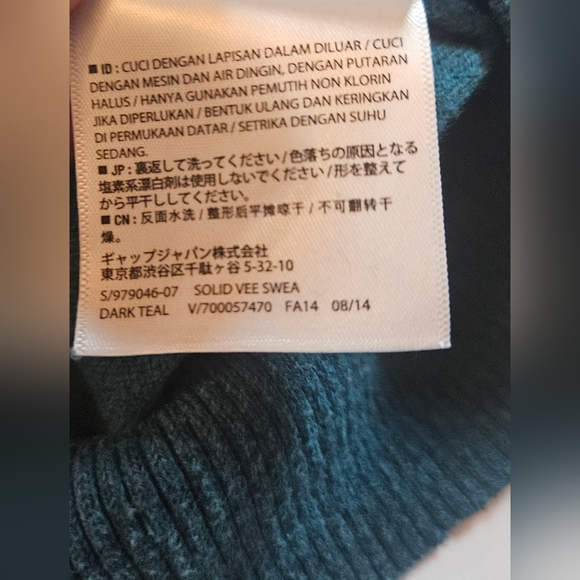 ■ ID : CUCI DENGAN LAPISAN DALAM DILUAR / CUCI
DENGAN MESIN DAN AIR DINGIN, DENGAN PUTARAN
HALUS / HANYA GUNAKAN PEMUTIH NON KLORIN
JIKA DIPERLUKAN / BENTUK ULANG DAN KERINGKAN
DI PERMUKAAN DATAR / SETRIKA DENGAN SUHU
SEDANG.
■ JP : 裏返して洗ってください / 色落ちの原因となる
塩素系漂白剤は使用しないでください / 形を整えて
から平干ししてください。
■ CN : 反面水洗 / 整形后平摊晾干 / 不可翻转干
燥。
ギャップジャパン株式会社
東京都渋谷区千駄ヶ谷 5-32-10
S/979046-07 SOLID VEE SWEA
DARK TEAL V/700057470 FA14 08/14